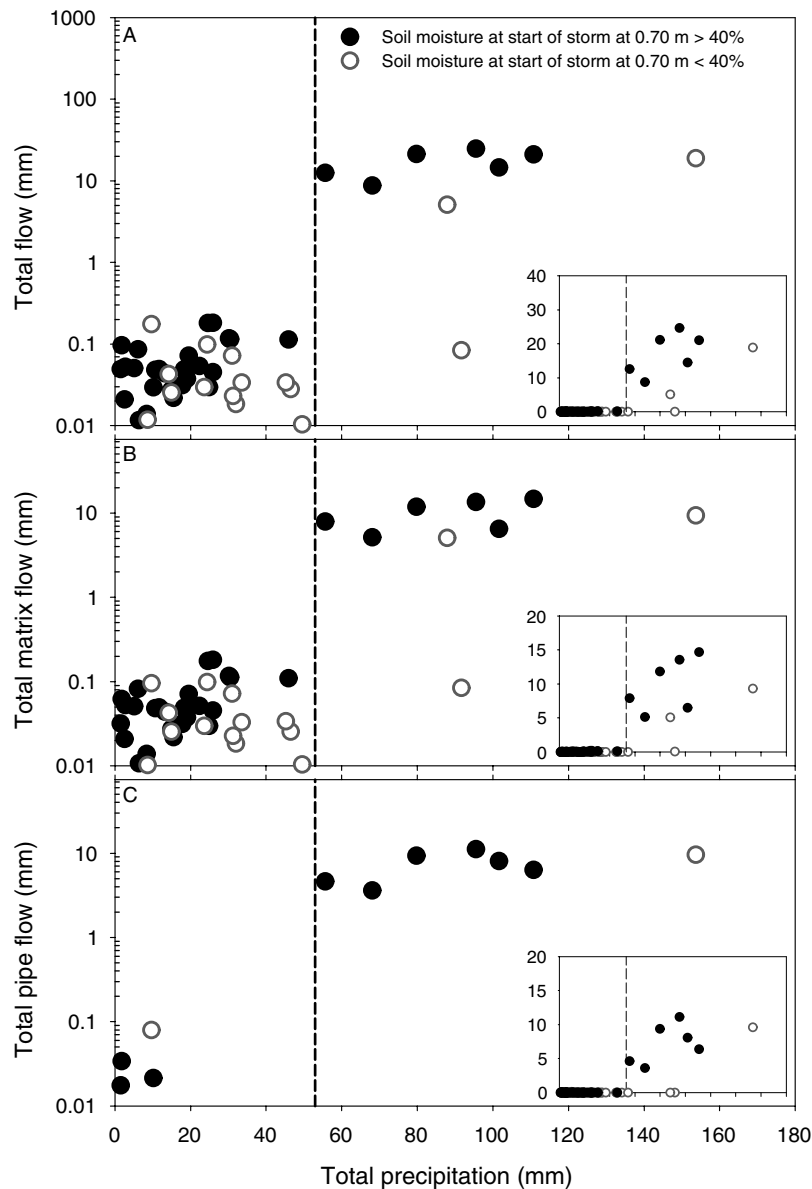 A
Soil moisture at start of storm at 0.70 m > 40%
Soil moisture at start of storm at 0.70 m < 40%
1000
100
10
1
0.1
0.01
Total flow (mm)
40
30
20
10
0
B
10
1
0.1
0.01
Total matrix flow (mm)
20
15
10
5
0
C
10
1
0.1
0.01
Total pipe flow (mm)
20
15
10
5
0
0 20 40 60 80 100 120 140 160 180
Total precipitation (mm)